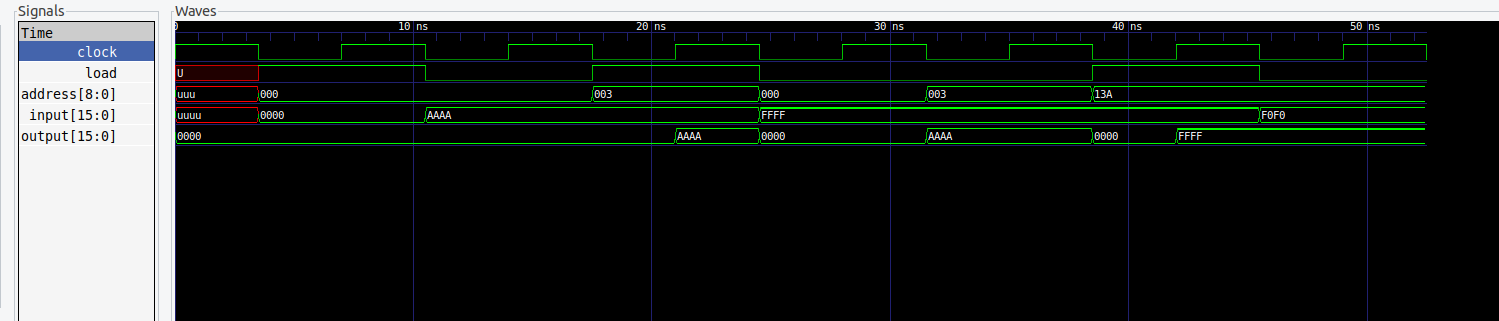 Signals
Waves
Time
0 10 ns 20 ns 30 ns 40 ns 50 ns
clock
load U
address[8:0] uuu 000 003 000 003 13A
input[15:0] uuuu 0000 AAAA FFFF F0F0
output[15:0] 0000 AAAA 0000 AAAA 0000 FFFF